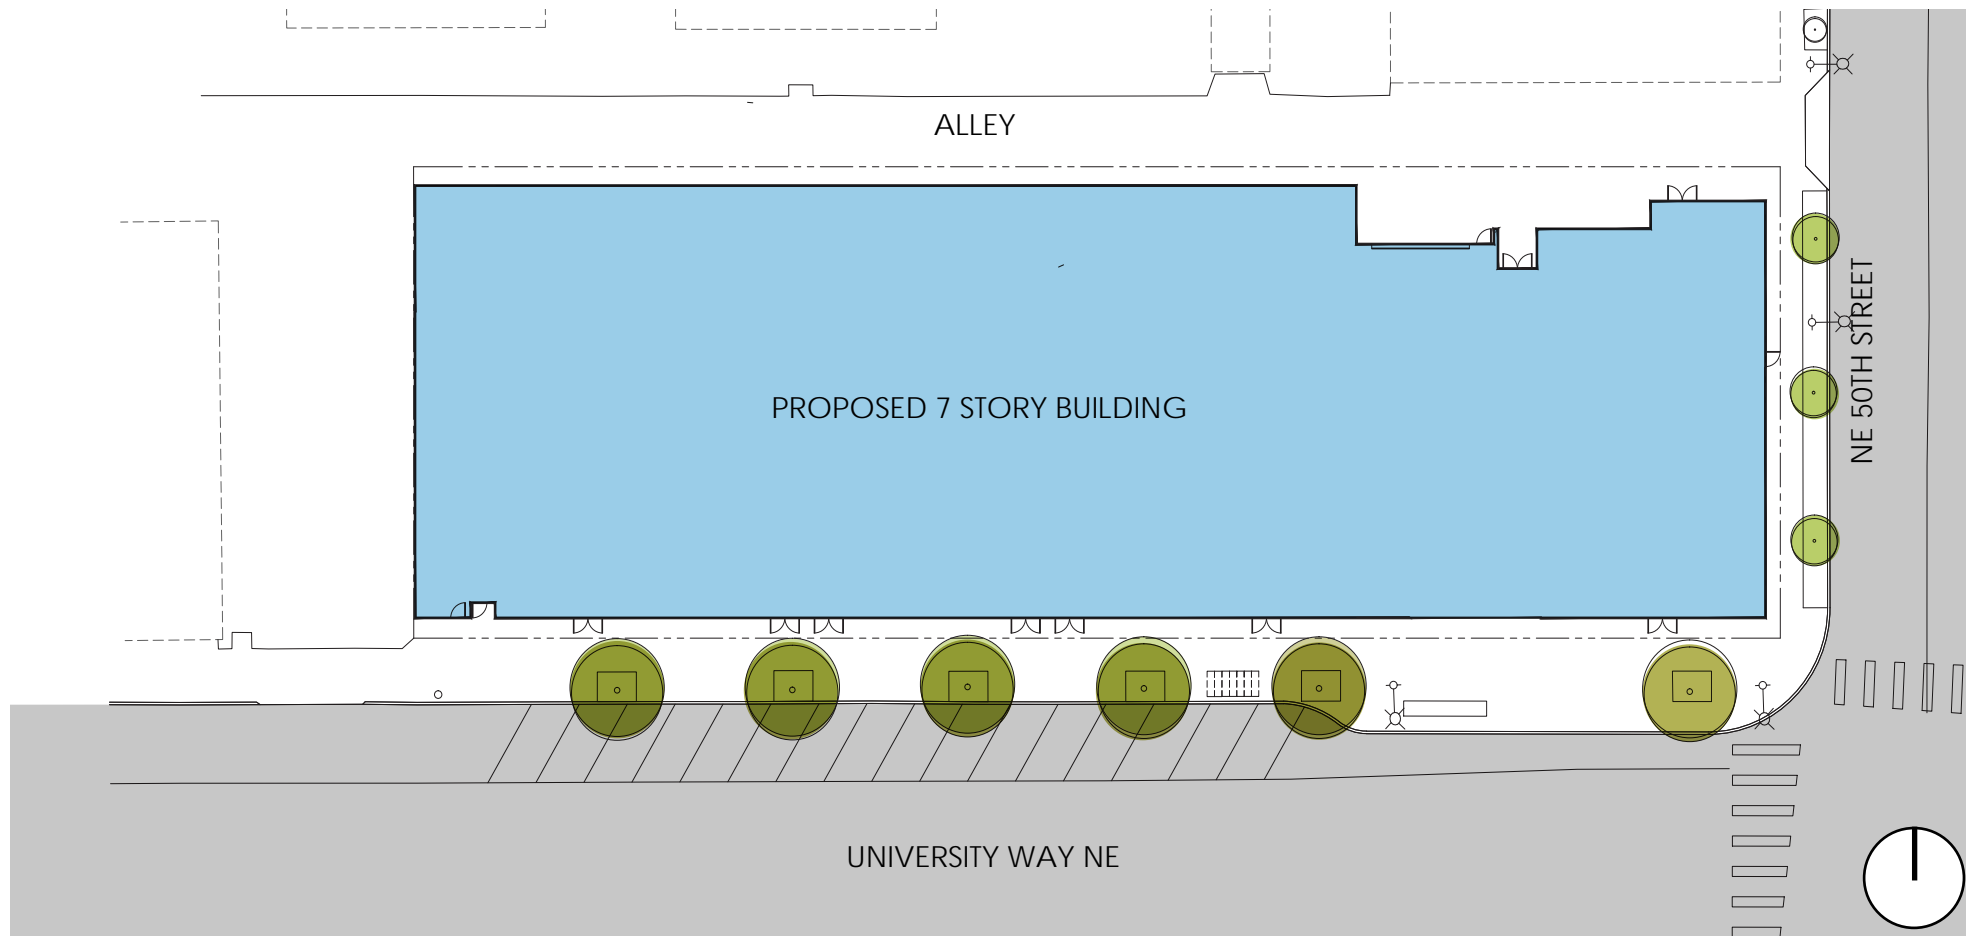 ALLEY
NE 50TH STREET
PROPOSED 7 STORY BUILDING
UNIVERSITY WAY NE